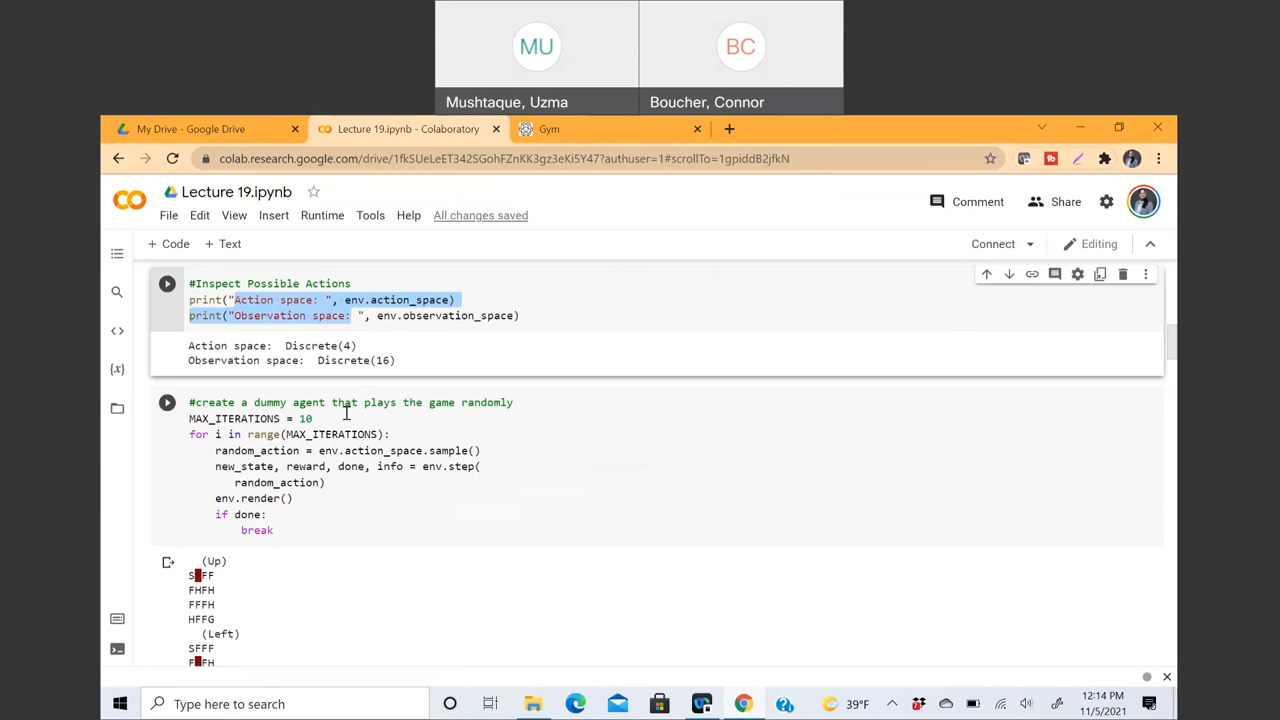 MU
BC
Mushtaque, Uzma
Boucher, Connor
My Drive - Google Drive
Lecture 19.ipynb - Colaboratory
Gym
colab.research.google.com/drive/1fkSUeLeET342SGohFZnKK3gz3eKi5Y47?authuser=1#scrollTo=1gpiddB2jfkN
Lecture 19.ipynb
File Edit View Insert Runtime Tools Help All changes saved
Comment Share
+ Code + Text
Connect Editing
#Inspect Possible Actions
print("Action space: ", env.action_space)
print("Observation space: ", env.observation_space)
Action space:  Discrete(4)
Observation space:  Discrete(16)
#create a dummy agent that plays the game randomly
MAX_ITERATIONS = 10
for i in range(MAX_ITERATIONS):
random_action = env.action_space.sample()
new_state, reward, done, info = env.step(
random_action)
env.render()
if done:
break
(Up)
SFFF
FHFH
FFFH
HFFG
(Left)
SFFF
FHFH
Type here to search
39°F
12:14 PM
11/5/2021